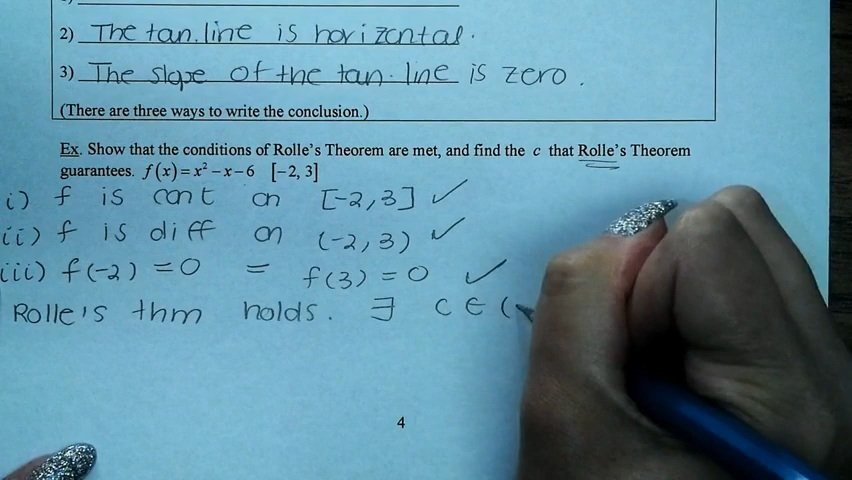 2) The tan. line is horizontal.
3) The slope of the tan. line is zero.
(There are three ways to write the conclusion.)
Ex. Show that the conditions of Rolle's Theorem are met, and find the c that Rolle's Theorem
guarantees. f(x) = x² − x − 6 [−2, 3]
i) f is cont on [-2,3] ✓
ii) f is diff on (-2,3) ✓
iii) f(-2) = 0 = f(3) = 0 ✓
Rolle's thm holds. ∃ c ∈ (
4